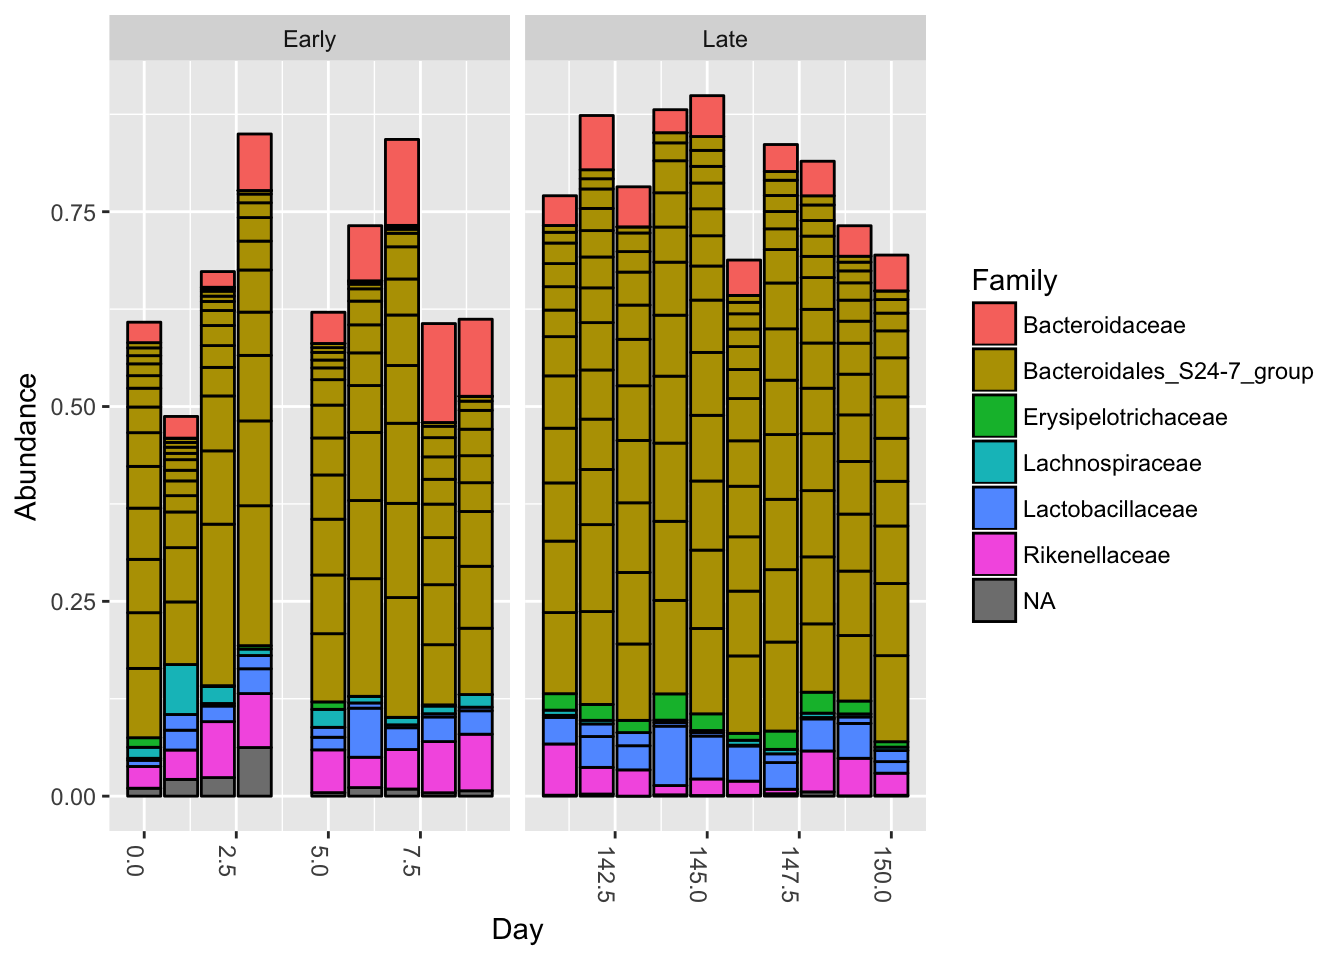 Early
Late
Abundance
0.75
0.50
0.25
0.00
0.0
2.5
5.0
7.5
142.5
145.0
147.5
150.0
Day
Family
Bacteroidaceae
Bacteroidales_S24-7_group
Erysipelotrichaceae
Lachnospiraceae
Lactobacillaceae
Rikenellaceae
NA